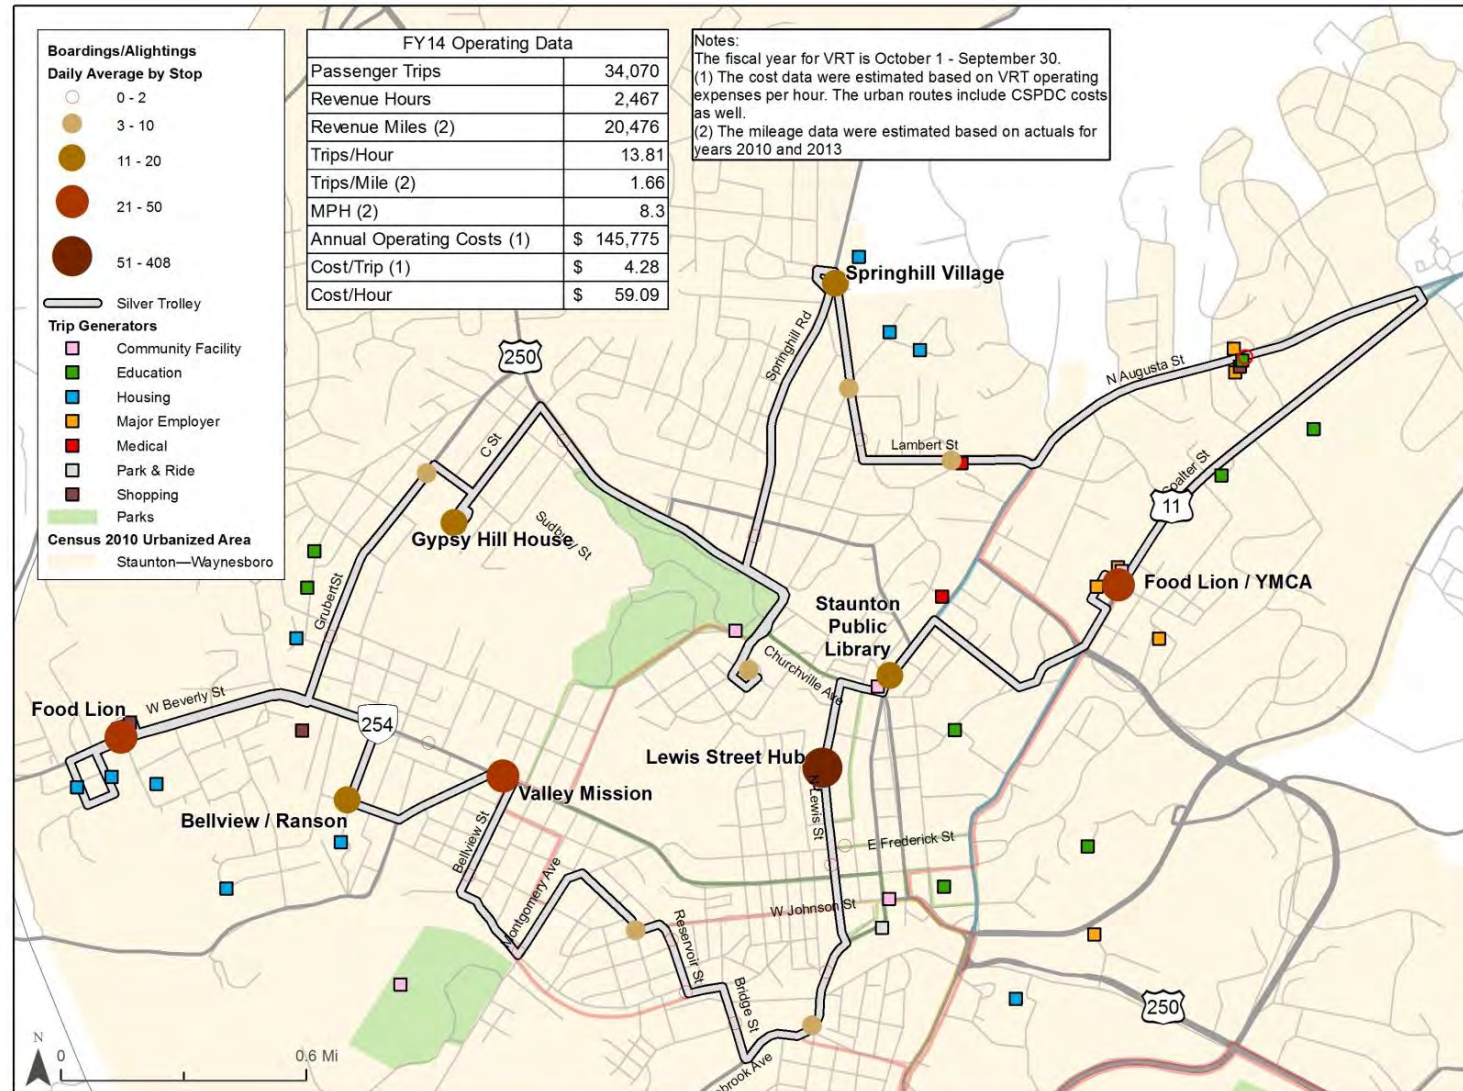 Boardings/Alightings
Daily Average by Stop
0 - 2
3 - 10
11 - 20
21 - 50
51 - 408
Silver Trolley
Trip Generators
Community Facility
Education
Housing
Major Employer
Medical
Park & Ride
Shopping
Parks
Census 2010 Urbanized Area
Staunton—Waynesboro
FY14 Operating Data
Passenger Trips 34,070
Revenue Hours 2,467
Revenue Miles (2) 20,476
Trips/Hour 13.81
Trips/Mile (2) 1.66
MPH (2) 8.3
Annual Operating Costs (1) $ 145,775
Cost/Trip (1) $ 4.28
Cost/Hour $ 59.09
Notes:
The fiscal year for VRT is October 1 - September 30.
(1) The cost data were estimated based on VRT operating
expenses per hour. The urban routes include CSPDC costs
as well.
(2) The mileage data were estimated based on actuals for
years 2010 and 2013
Springhill Village
Springhill Rd
250
N Augusta St
C St
Lambert St
Coalter St
11
Gypsy Hill House
Sudbury St
Grubert St
Food Lion / YMCA
Staunton
Public
Library
Churchville Ave
W Beverly St
Food Lion
254
Lewis Street Hub
Valley Mission
Bellview / Ranson
N Lewis St
Bellview St
E Frederick St
Montgomery Ave
W Johnson St
Reservoir St
Bridge St
250
N
0 0.6 Mi